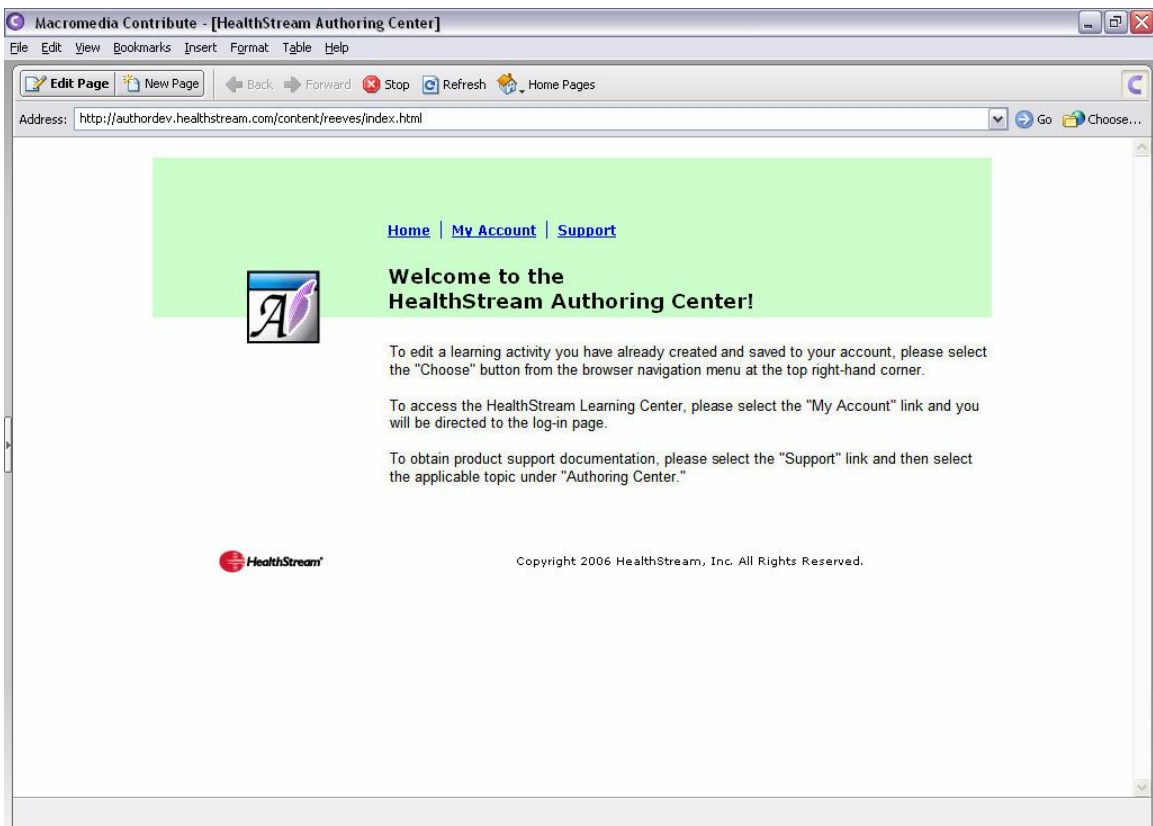 Macromedia Contribute - [HealthStream Authoring Center]
File Edit View Bookmarks Insert Format Table Help
Edit Page New Page Back Forward Stop Refresh Home Pages
Address: http://authordev.healthstream.com/content/reeves/index.html Go Choose...
Home | My Account | Support
Welcome to the
HealthStream Authoring Center!
A
To edit a learning activity you have already created and saved to your account, please select
the "Choose" button from the browser navigation menu at the top right-hand corner.
To access the HealthStream Learning Center, please select the "My Account" link and you
will be directed to the log-in page.
To obtain product support documentation, please select the "Support" link and then select
the applicable topic under "Authoring Center."
HealthStream Copyright 2006 HealthStream, Inc. All Rights Reserved.